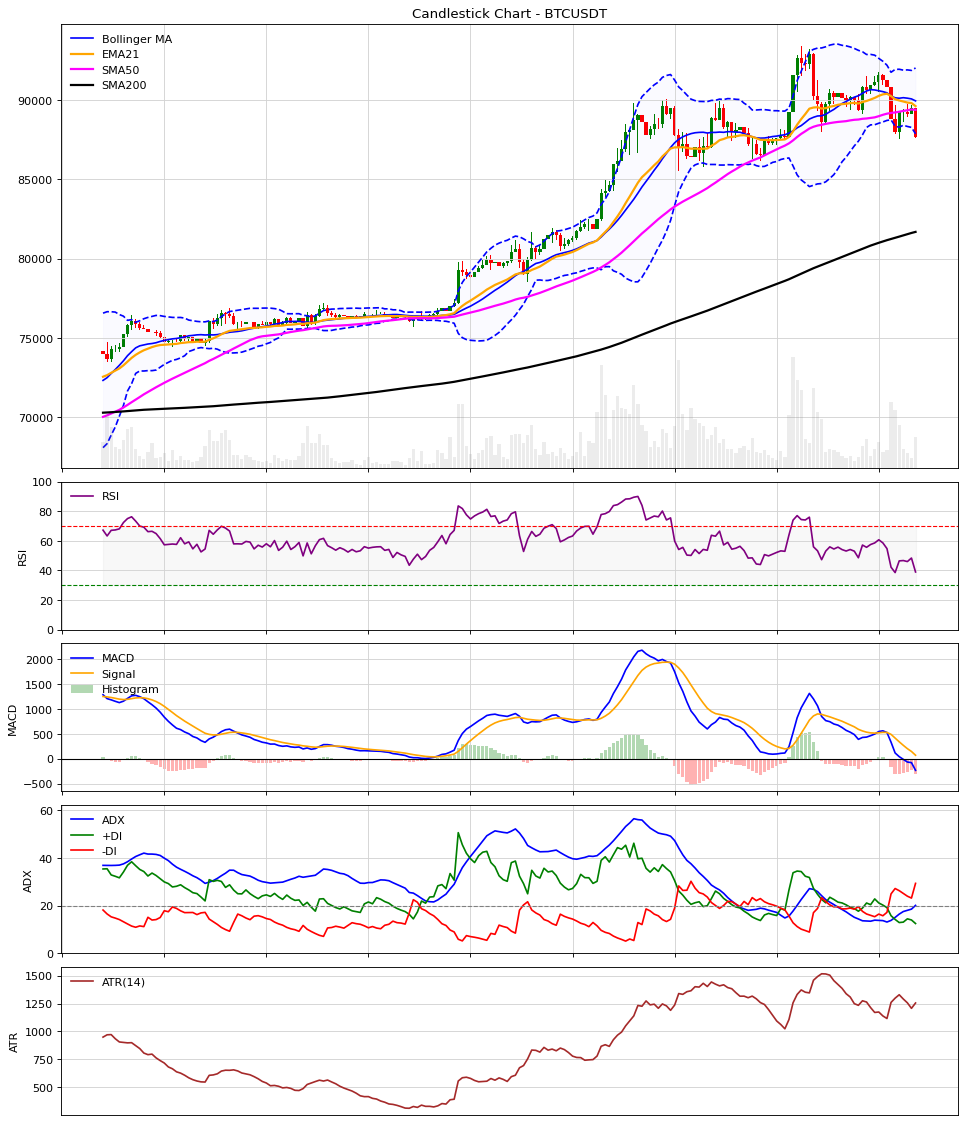 Candlestick Chart - BTCUSDT
Bollinger MA
EMA21
SMA50
SMA200
90000
85000
80000
75000
70000
100
80
60
40
20
0
RSI
RSI
2000
1500
1000
500
0
−500
MACD
MACD
Signal
Histogram
60
40
20
0
ADX
ADX
+DI
-DI
1500
1250
1000
750
500
ATR
ATR(14)